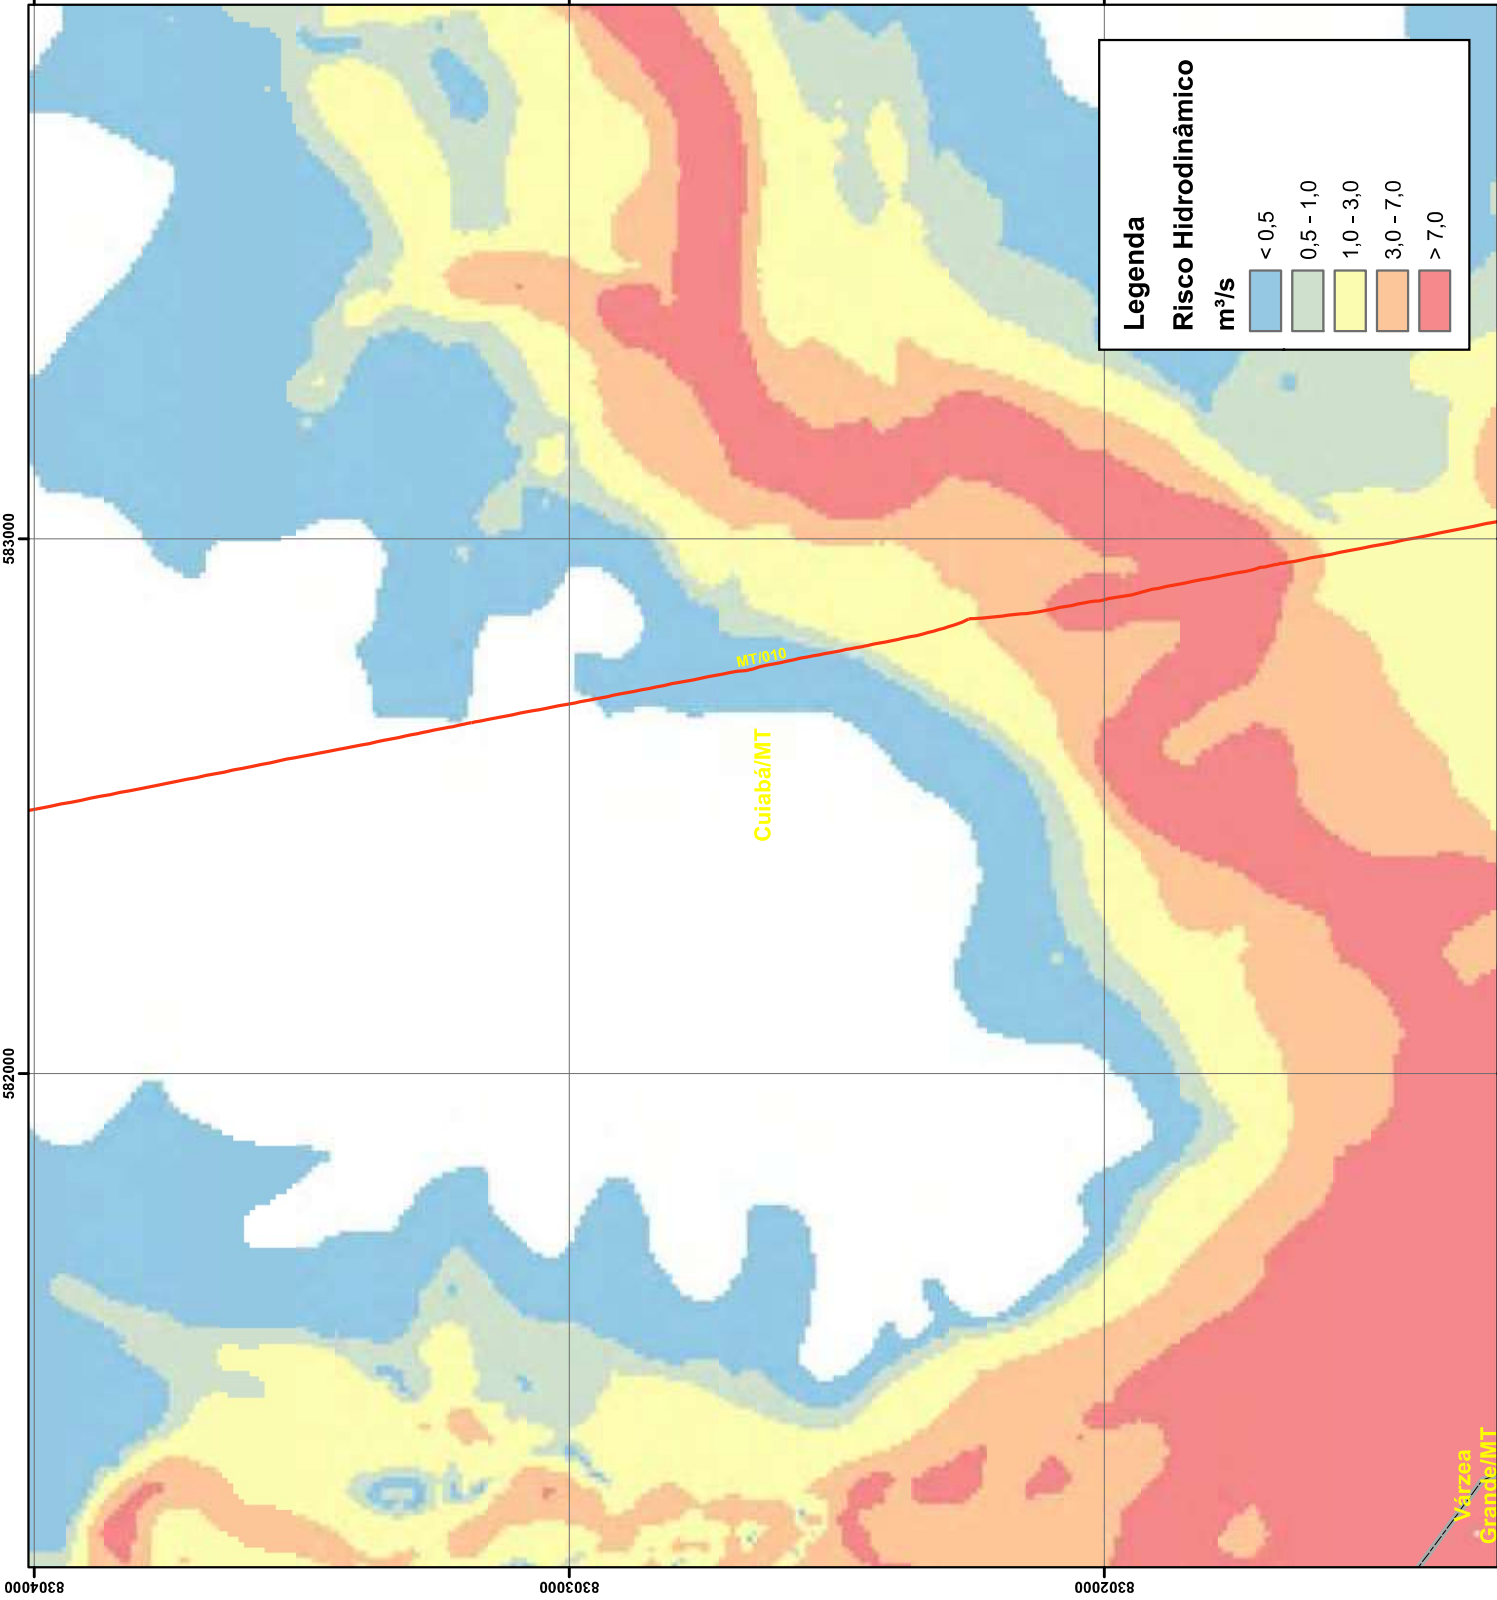 Legenda
Risco Hidrodinâmico
m³/s
< 0,5
0,5 - 1,0
1,0 - 3,0
3,0 - 7,0
> 7,0
583000
582000
MT/010
Cuiabá/MT
Várzea
Grande/MT
8304000
8303000
8302000